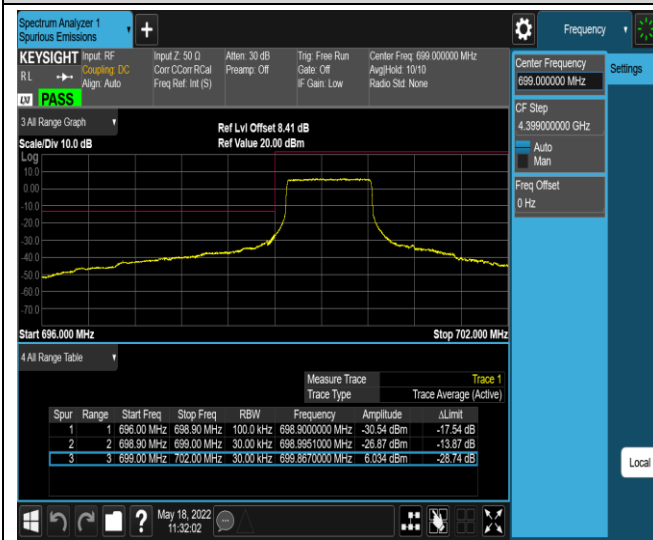 Spectrum Analyzer 1
Spurious Emissions
+
Frequency
KEYSIGHT Input: RF Input Z: 50 Ω Atten: 30 dB Trig: Free Run Center Freq: 699.000000 MHz
RL Coupling: DC Corr CCorr RCal Preamp: Off Gate: Off Avg|Hold: 10/10
Align: Auto Freq Ref: Int (S) IF Gain: Low Radio Std: None
LXI PASS
Center Frequency
699.000000 MHz
Settings
CF Step
4.399000000 GHz
Auto
Man
Freq Offset
0 Hz
3 All Range Graph
Ref Lvl Offset 8.41 dB
Scale/Div 10.0 dB Ref Value 20.00 dBm
Log
10.0
0.00
-10.0
-20.0
-30.0
-40.0
-50.0
-60.0
-70.0
Start 696.000 MHz Stop 702.000 MHz
4 All Range Table
Measure Trace Trace 1
Trace Type Trace Average (Active)
Spur Range Start Freq Stop Freq RBW Frequency Amplitude ΔLimit
1 1 696.00 MHz 698.90 MHz 100.0 kHz 698.9000000 MHz -30.54 dBm -17.54 dB
2 2 698.90 MHz 699.00 MHz 30.00 kHz 698.9951000 MHz -26.87 dBm -13.87 dB
3 3 699.00 MHz 702.00 MHz 30.00 kHz 699.8670000 MHz 6.034 dBm -28.74 dB
Local
?
May 18, 2022
11:32:02